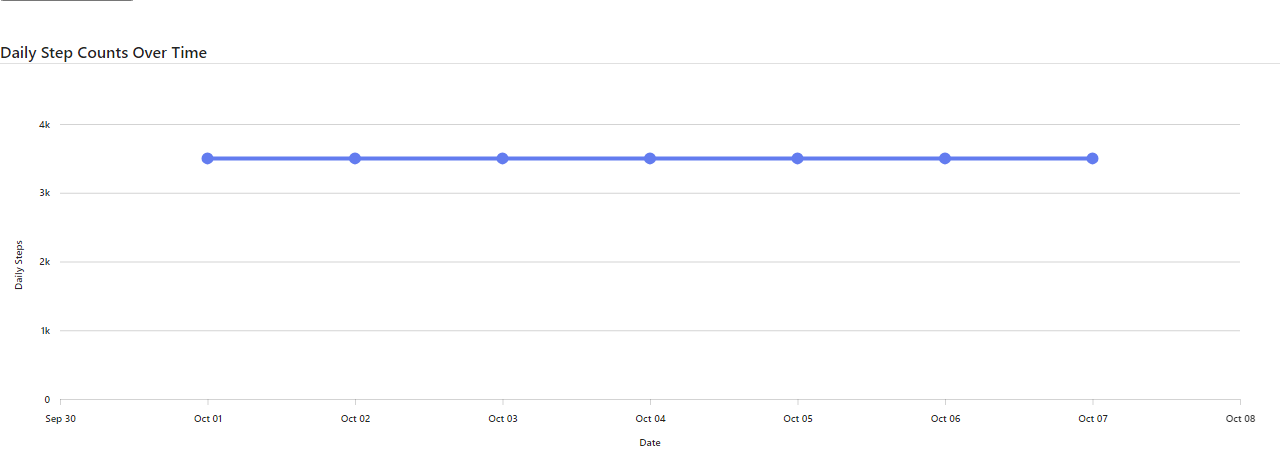 Daily Step Counts Over Time
4k
3k
2k
1k
0
Daily Steps
Sep 30
Oct 01
Oct 02
Oct 03
Oct 04
Oct 05
Oct 06
Oct 07
Oct 08
Date